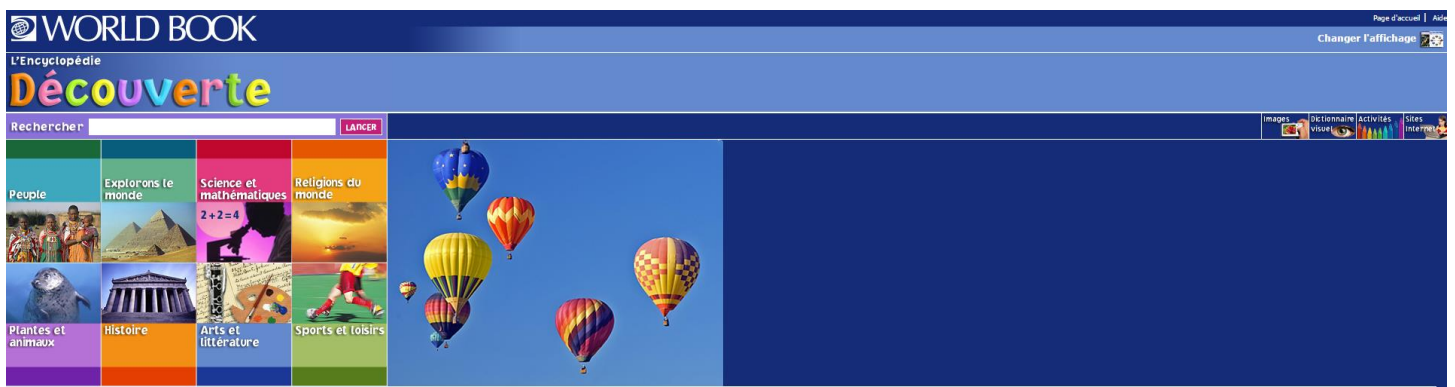 WORLD BOOK
Page d'accueil | Aide
Changer l'affichage
L'Encyclopédie
Découverte
Rechercher
LANCER
Images
Dictionnaire
visuel
Activités
Sites
Internet
Peuple
Explorons le
monde
Science et
mathématiques
Religions du
monde
2+2=4
Plantes et
animaux
Histoire
Arts et
littérature
Sports et loisirs